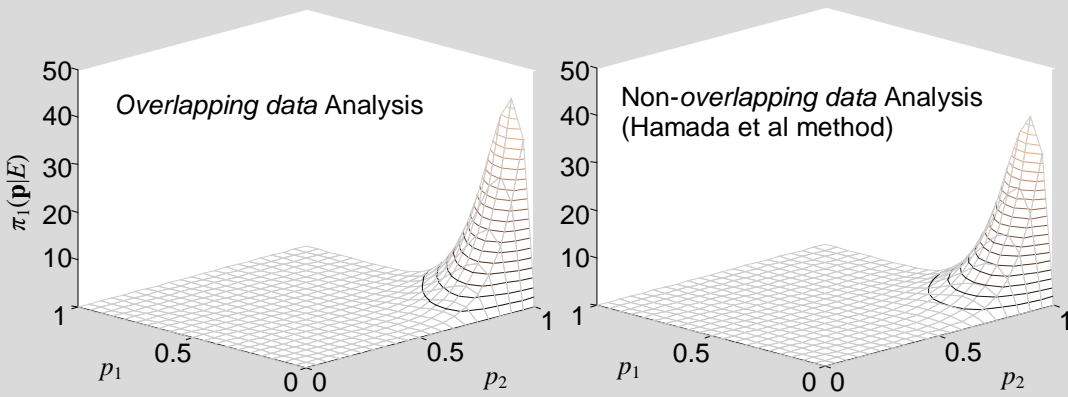 50
40
30
20
10
π₁(p|E)
Overlapping data Analysis
1
0.5
p₁
0 0
0.5
p₂
1
50
40
30
20
10
Non-overlapping data Analysis
(Hamada et al method)
1
0.5
p₁
0 0
0.5
p₂
1